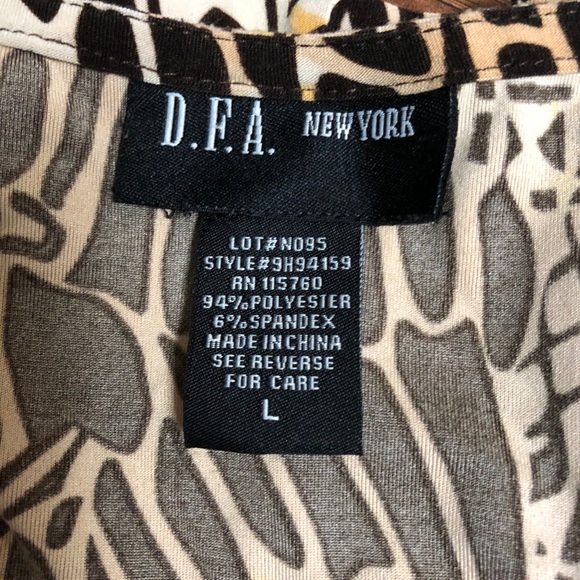 D.F.A. NEW YORK
LOT#N095
STYLE#9H94159
RN 115760
94%POLYESTER
6%SPANDEX
MADE IN CHINA
SEE REVERSE
FOR CARE
L